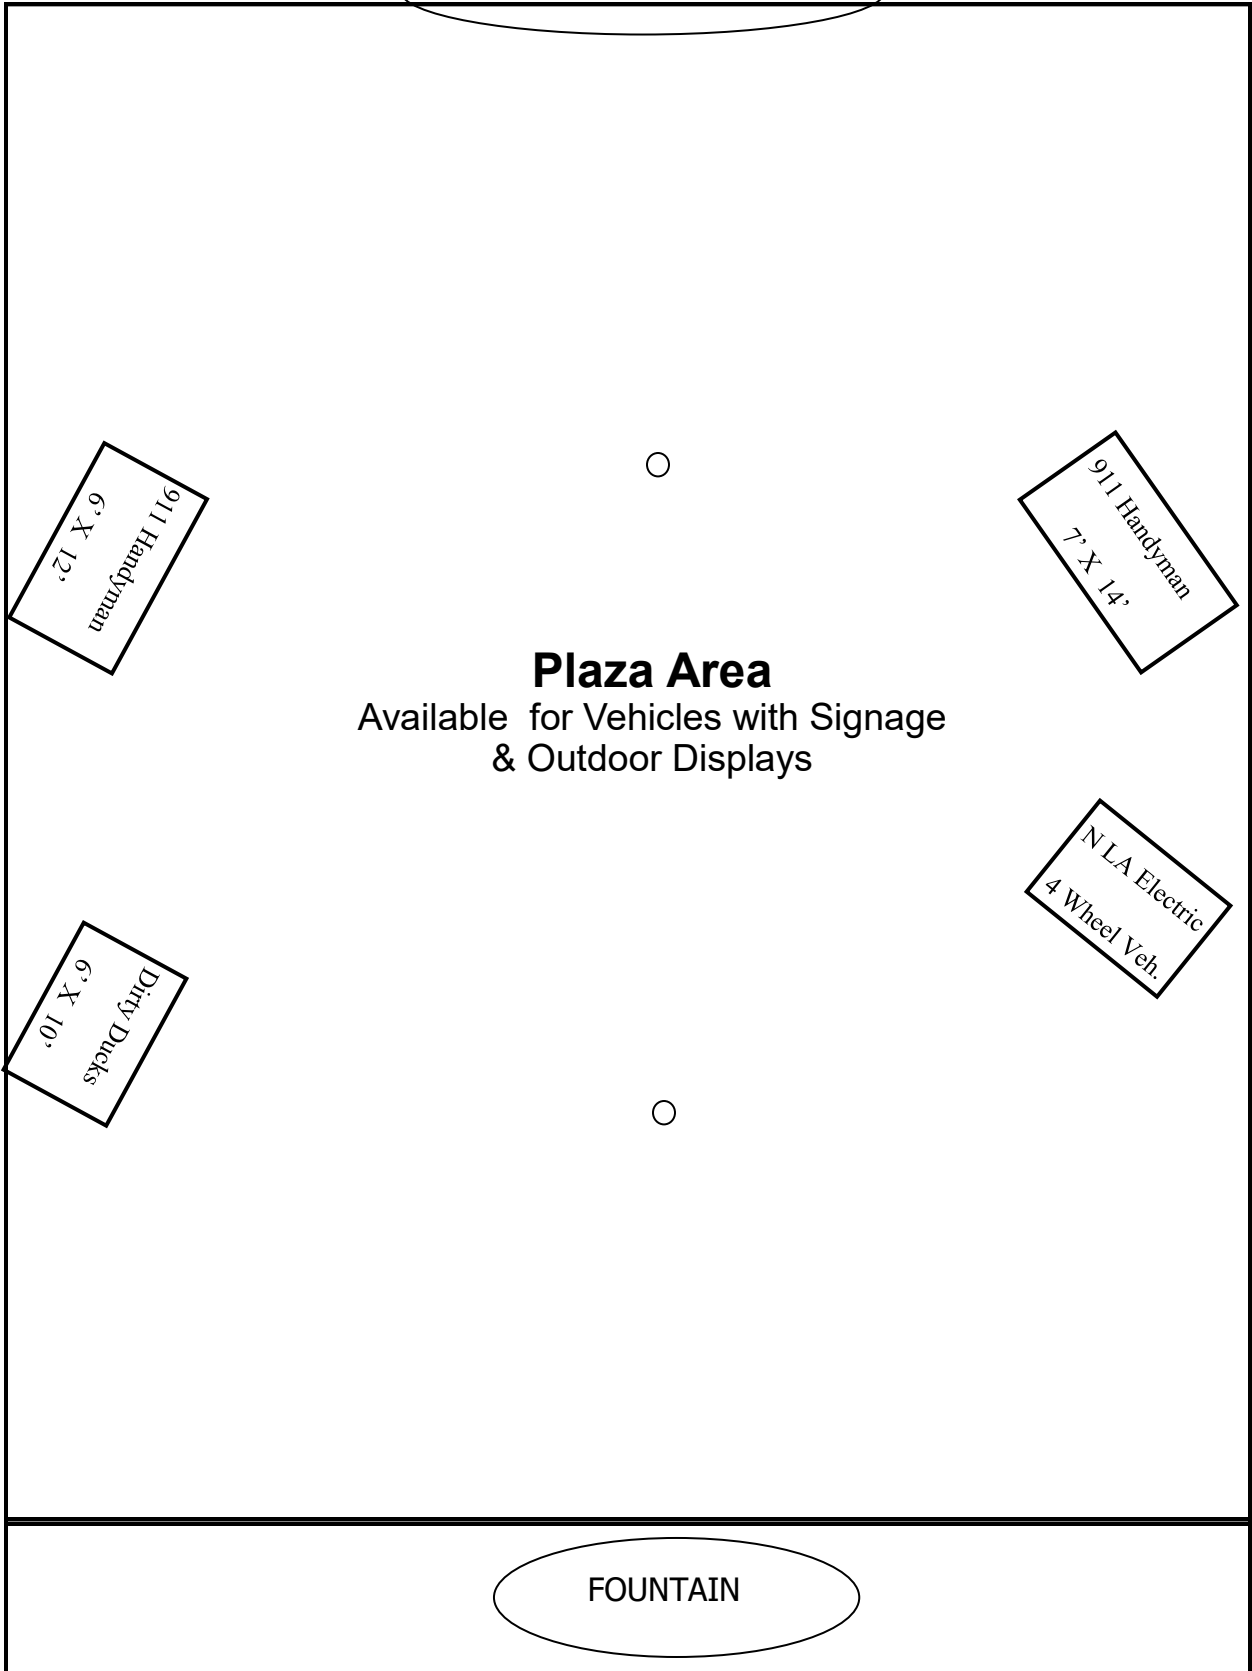 911 Handyman
6’ X 12’
911 Handyman
7’ X 14’
Plaza Area
Available for Vehicles with Signage
& Outdoor Displays
N LA Electric
4 Wheel Veh.
Dirty Ducks
6’ X 10’
FOUNTAIN